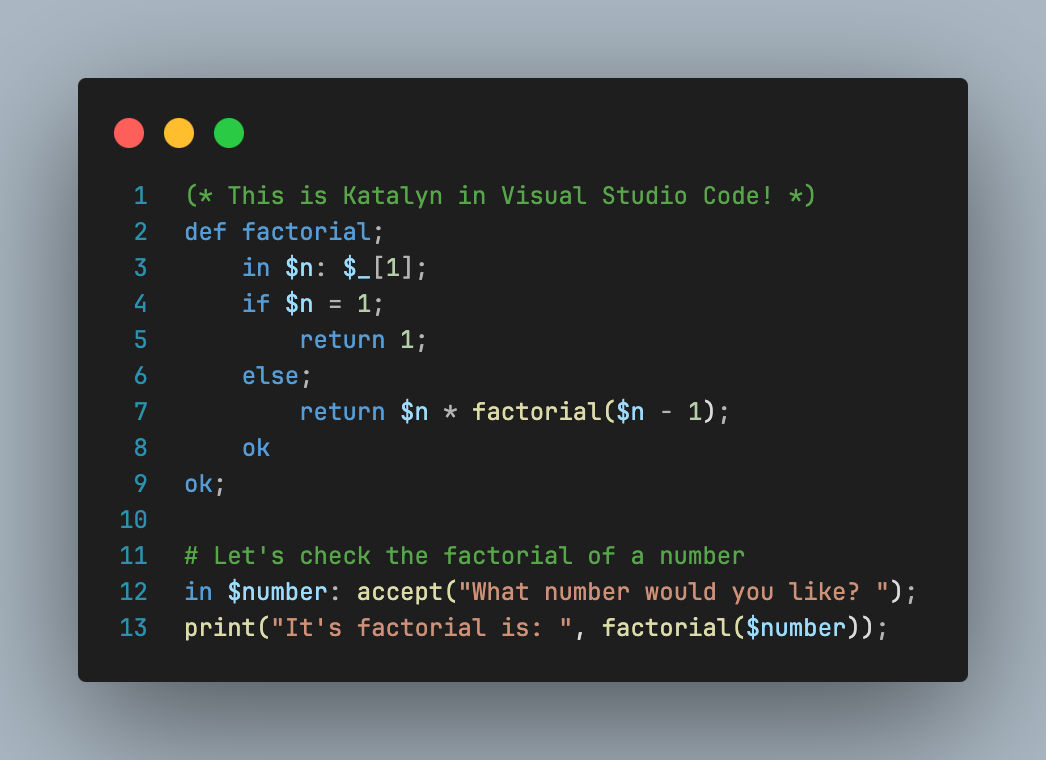 1 (* This is Katalyn in Visual Studio Code! *)
2 def factorial;
3     in $n: $_[1];
4     if $n = 1;
5         return 1;
6     else;
7         return $n * factorial($n - 1);
8     ok
9 ok;
10
11 # Let's check the factorial of a number
12 in $number: accept("What number would you like? ");
13 print("It's factorial is: ", factorial($number));